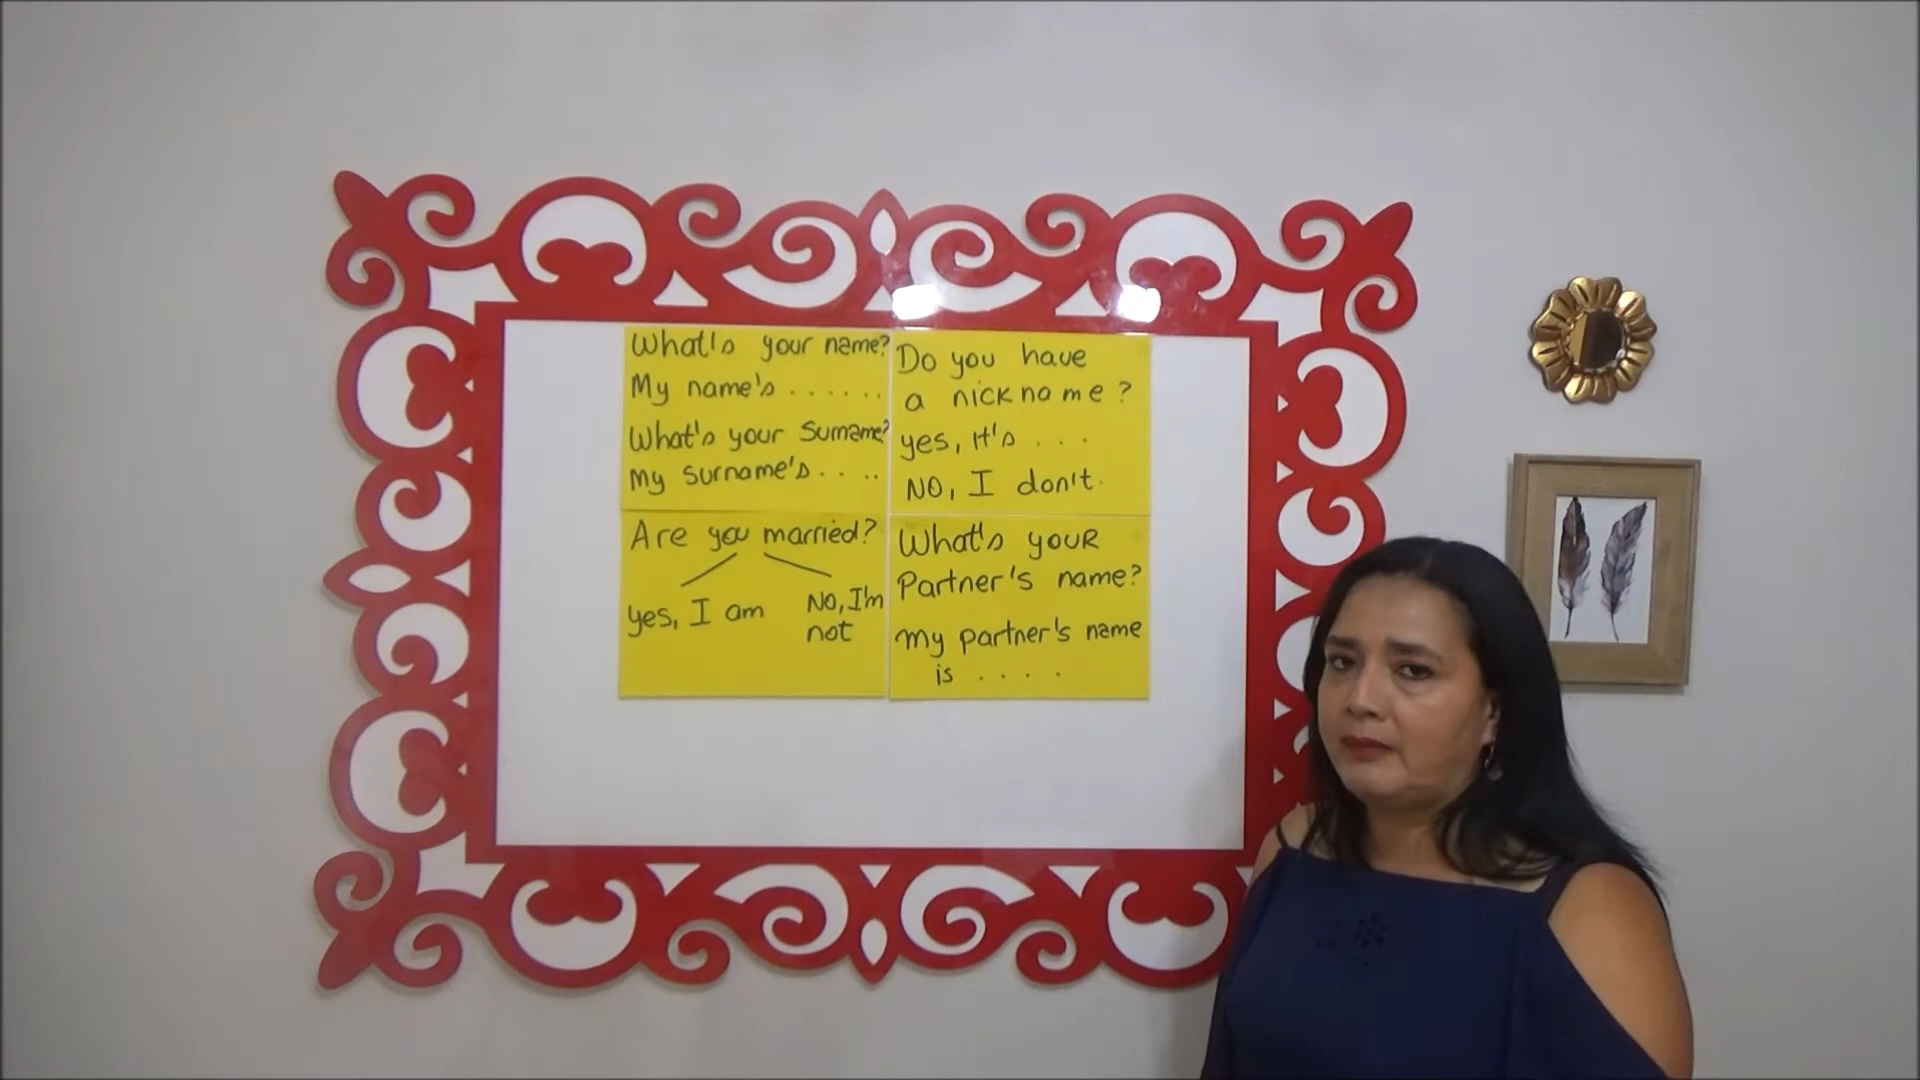 What's your name?
My name's ......
What's your Surname?
My surname's ....
Do you have
a nickname?
yes, It's ...
NO, I don't.
Are you married?
yes, I am
No, I'm
not
What's youR
Partner's name?
my partner's name
is ....